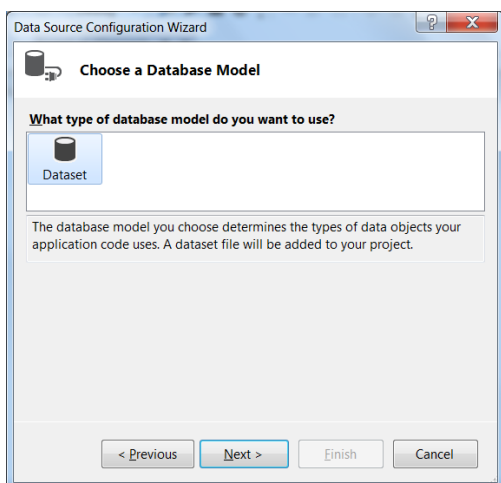 Data Source Configuration Wizard
?
X
Choose a Database Model
What type of database model do you want to use?
Dataset
The database model you choose determines the types of data objects your
application code uses. A dataset file will be added to your project.
< Previous Next > Finish Cancel